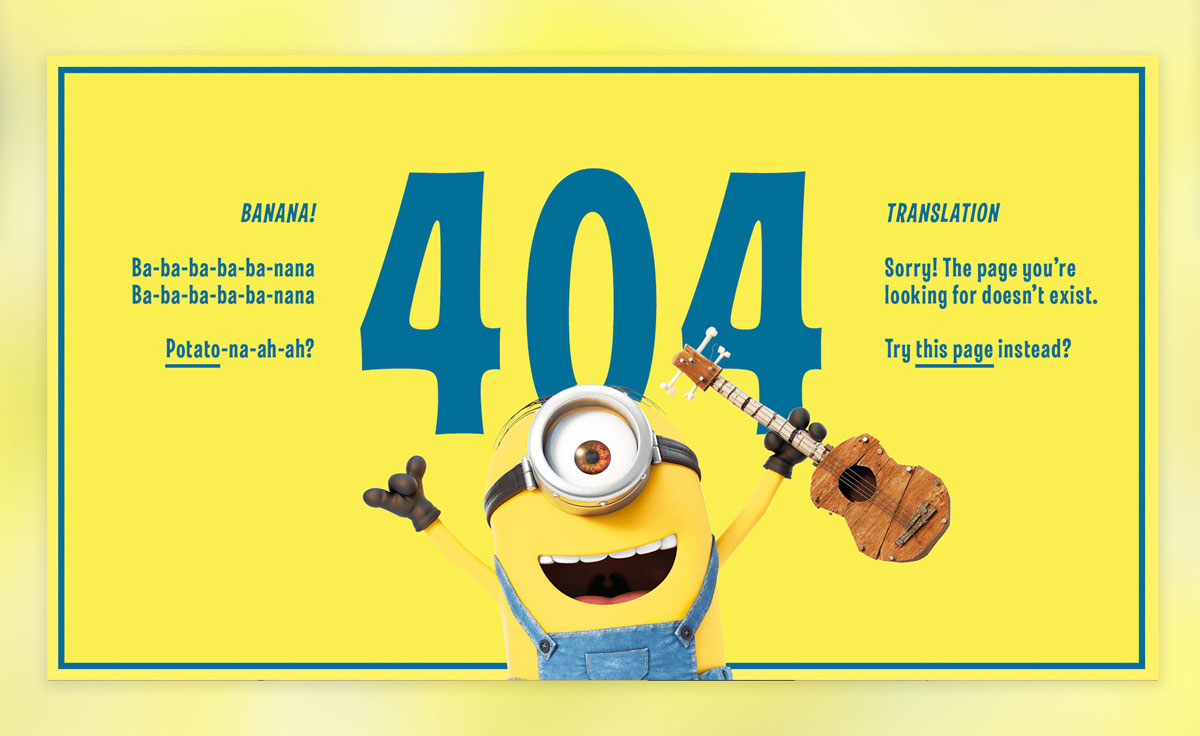 BANANA!
Ba-ba-ba-ba-ba-nana
Ba-ba-ba-ba-ba-nana
Potato-na-ah-ah?
404
TRANSLATION
Sorry! The page you're
looking for doesn't exist.
Try this page instead?